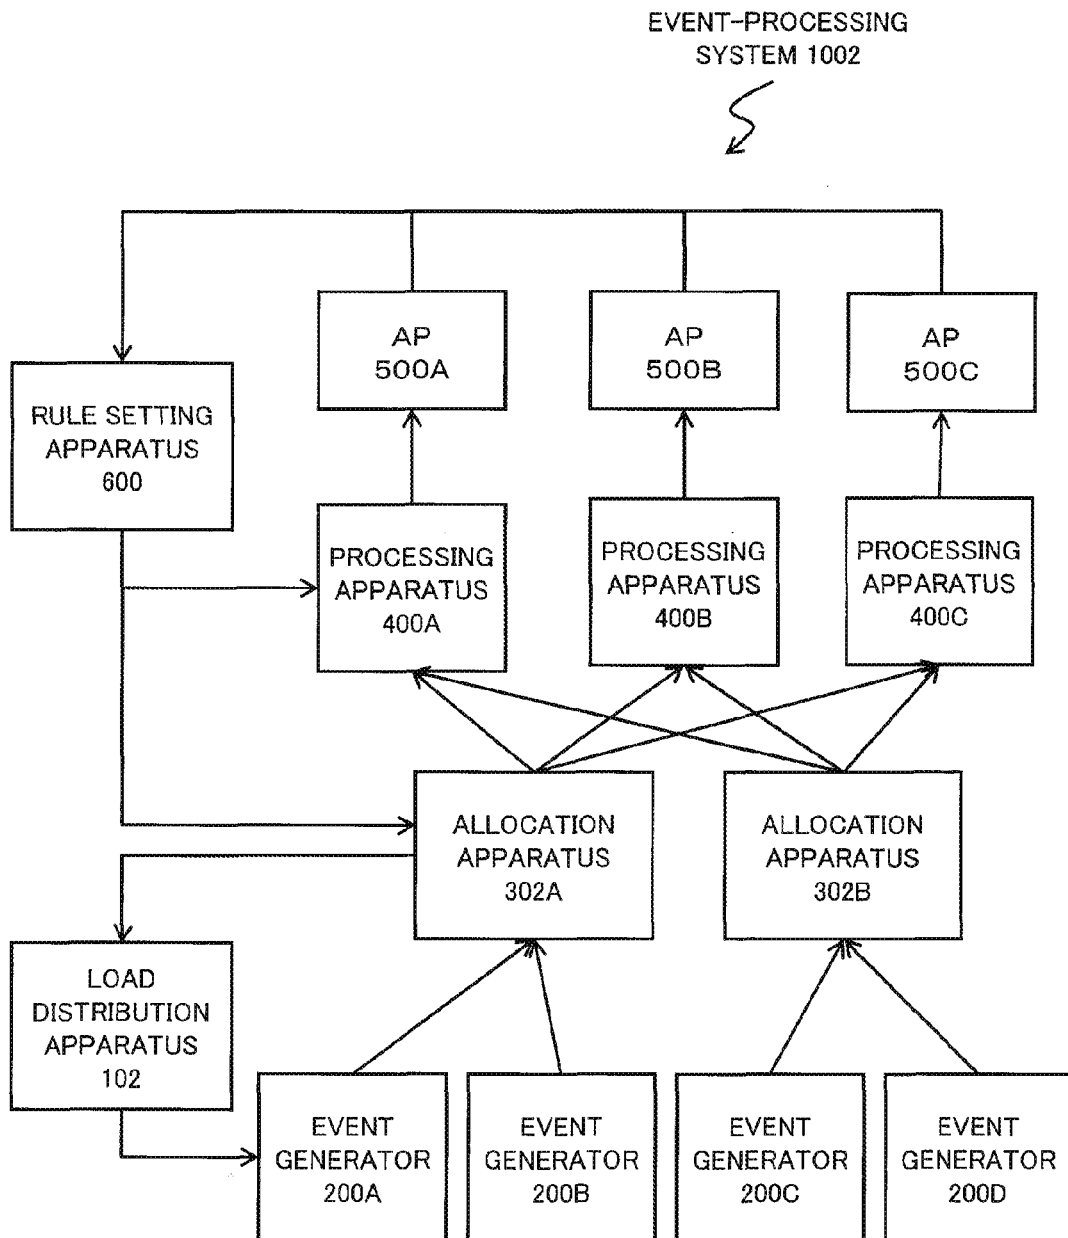 EVENT-PROCESSING
SYSTEM 1002
AP
500A
AP
500B
AP
500C
RULE SETTING
APPARATUS
600
PROCESSING
APPARATUS
400A
PROCESSING
APPARATUS
400B
PROCESSING
APPARATUS
400C
ALLOCATION
APPARATUS
302A
ALLOCATION
APPARATUS
302B
LOAD
DISTRIBUTION
APPARATUS
102
EVENT
GENERATOR
200A
EVENT
GENERATOR
200B
EVENT
GENERATOR
200C
EVENT
GENERATOR
200D